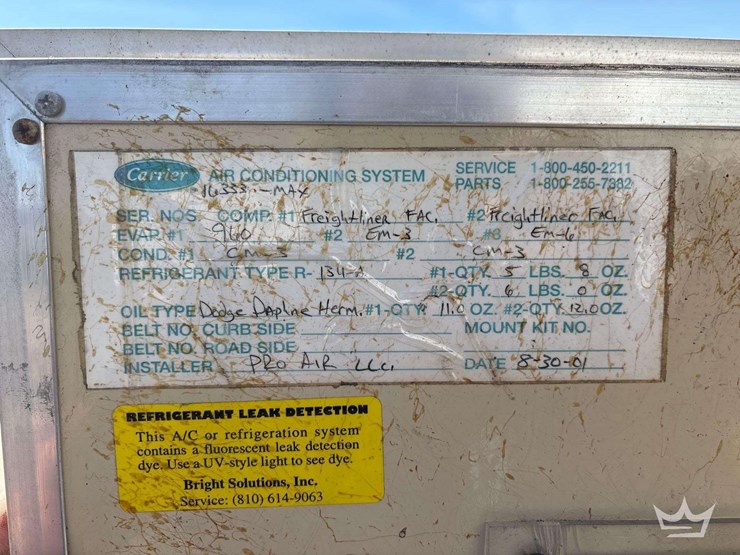 Carrier AIR CONDITIONING SYSTEM SERVICE 1-800-450-2211
16333-MAX PARTS 1-800-255-7382
SER. NOS. COMP. #1 Freightliner FAC. #2 Freightliner FAC.
EVAP. #1 960 #2 EM-3 #3 EM-6
COND. #1 CM-3 #2 CM-3
REFRIGERANT TYPE R- 134-A #1-QTY. 5 LBS. 8 OZ.
#2-QTY. 6 LBS. 0 OZ.
OIL TYPE Dodge Herm. #1-QTY. 11.0 OZ. #2-QTY. 12.0 OZ.
BELT NO. CURB SIDE MOUNT KIT NO.
BELT NO. ROAD SIDE
INSTALLER PRO AIR LLC. DATE 8-30-01
REFRIGERANT LEAK DETECTION
This A/C or refrigeration system
contains a fluorescent leak detection
dye. Use a UV-style light to see dye.
Bright Solutions, Inc.
Service: (810) 614-9063